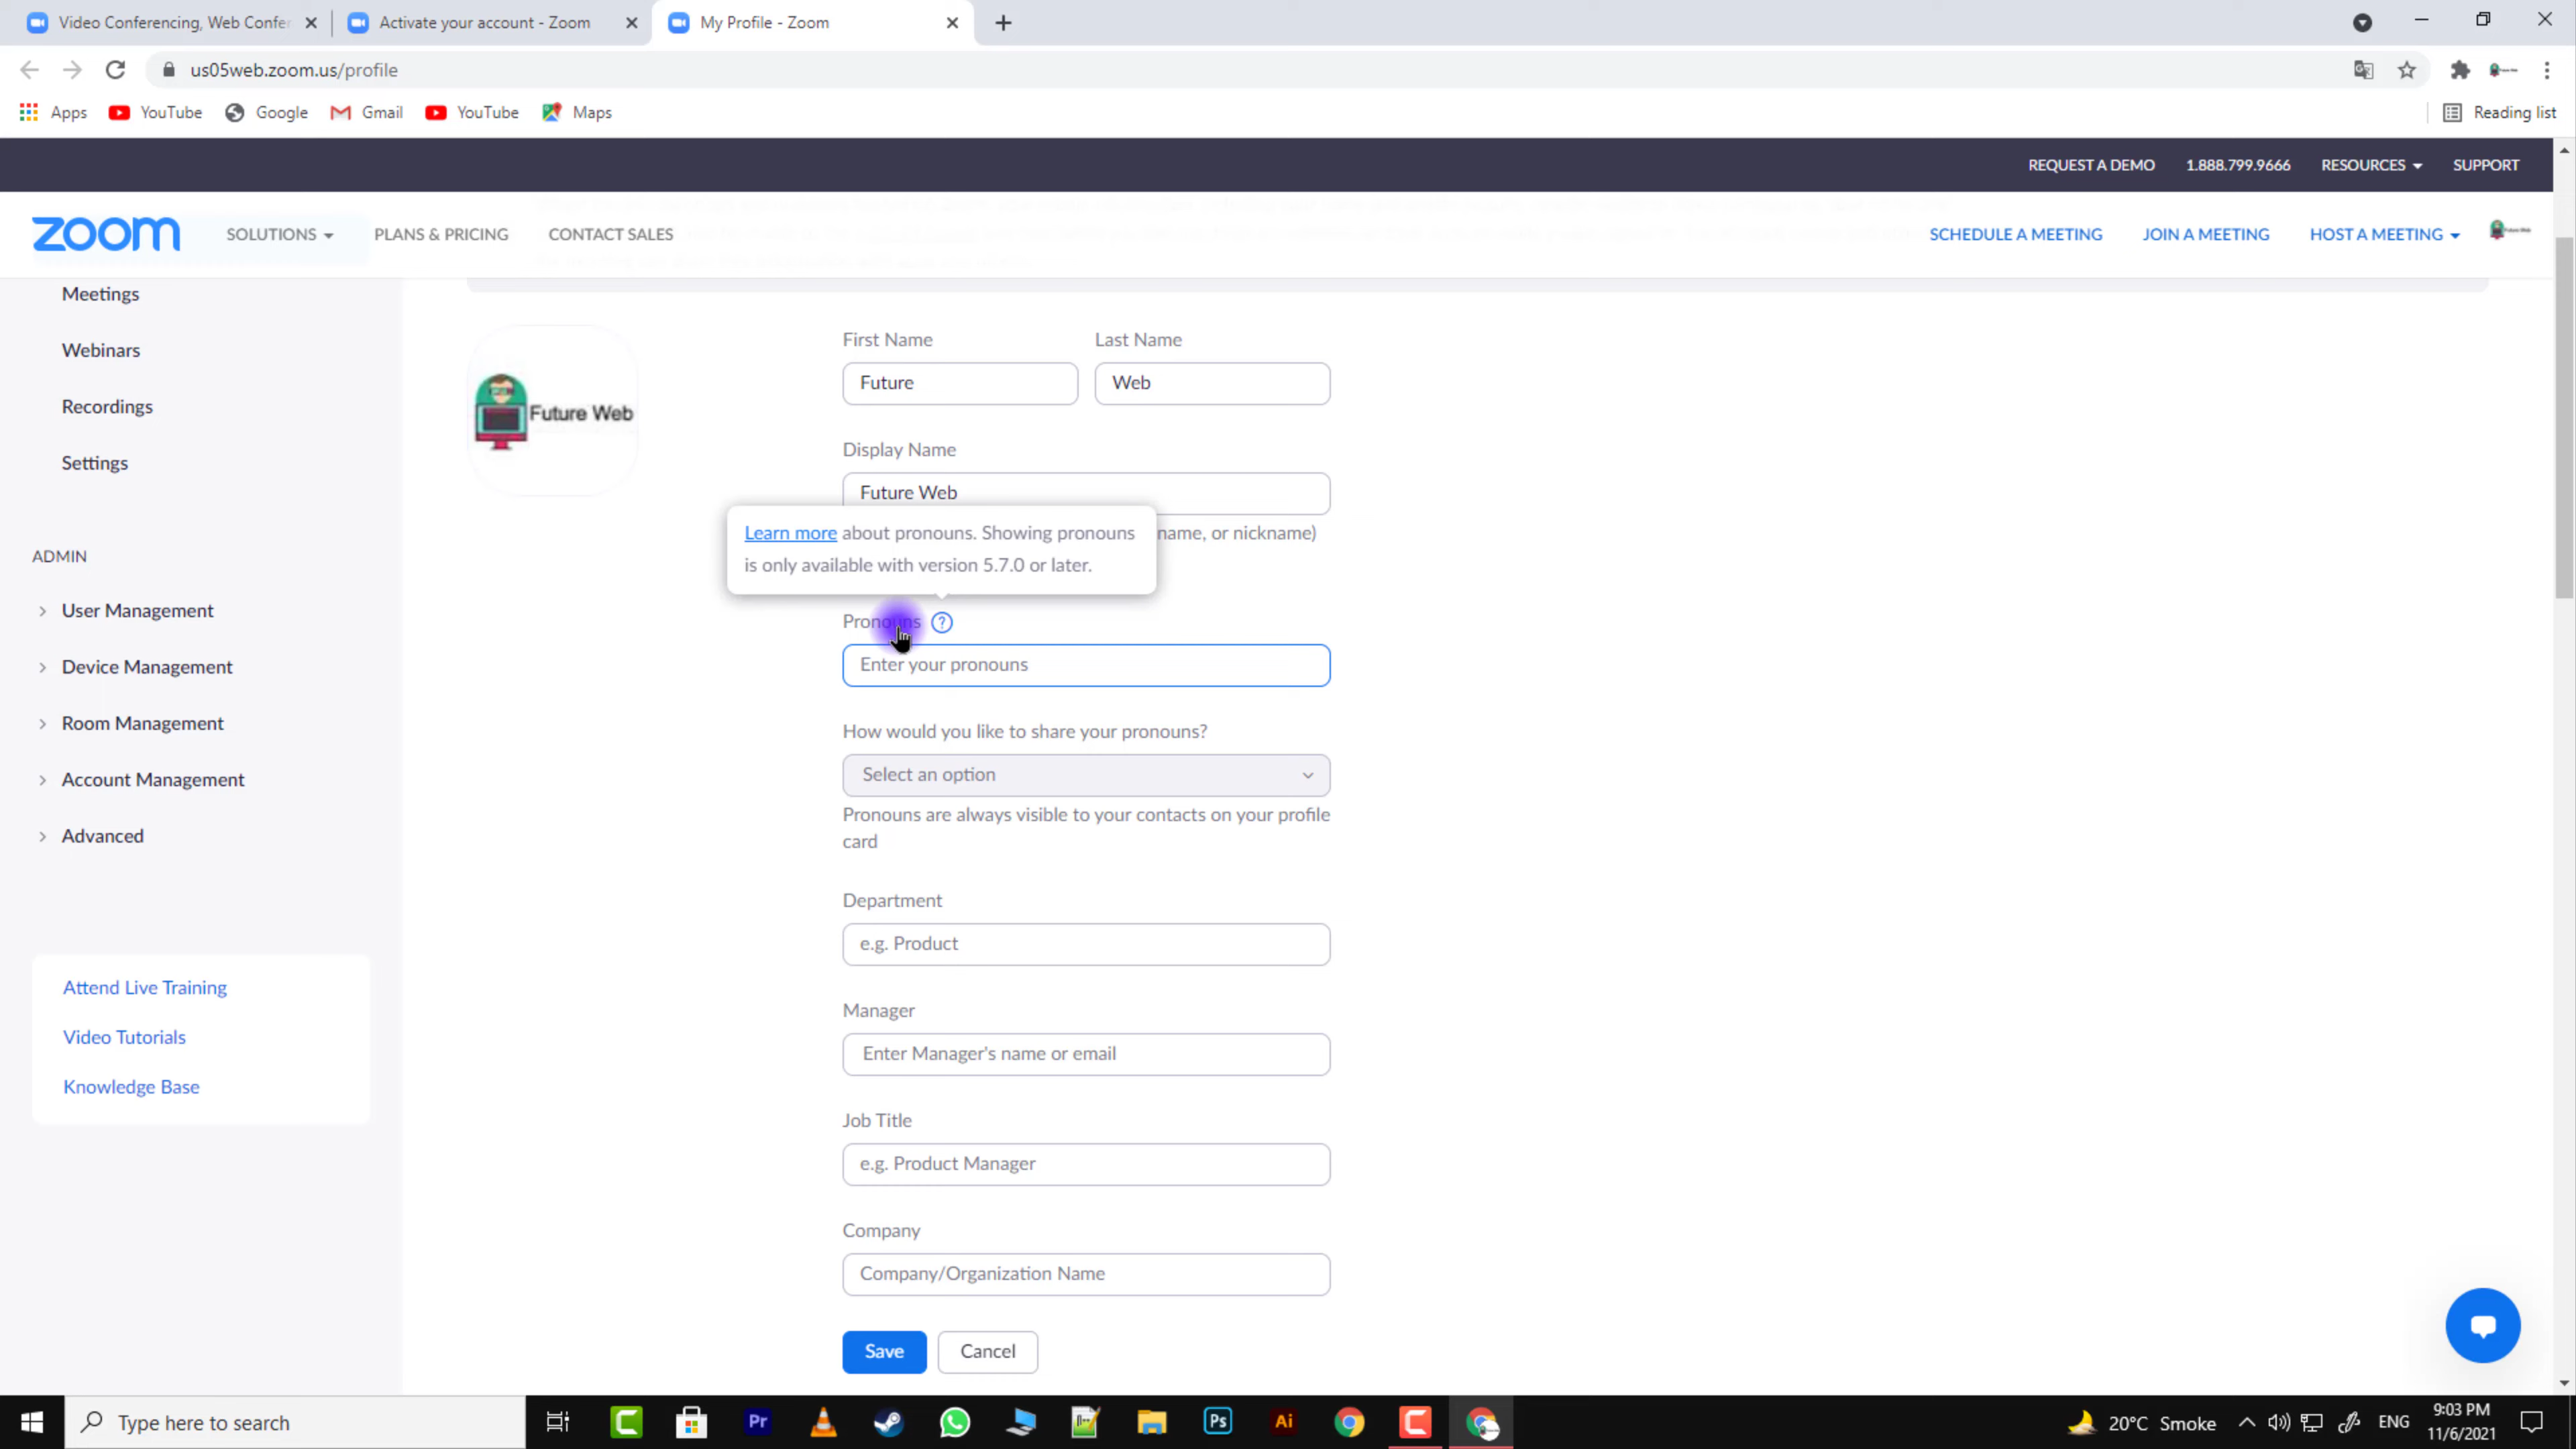 Video Conferencing, Web Confer
Activate your account - Zoom
My Profile - Zoom
us05web.zoom.us/profile
Apps
YouTube
Google
Gmail
YouTube
Maps
Reading list
REQUEST A DEMO
1.888.799.9666
RESOURCES
SUPPORT
zoom
SOLUTIONS
PLANS & PRICING
CONTACT SALES
SCHEDULE A MEETING
JOIN A MEETING
HOST A MEETING
Meetings
Webinars
Recordings
Settings
ADMIN
User Management
Device Management
Room Management
Account Management
Advanced
Attend Live Training
Video Tutorials
Knowledge Base
Future Web
First Name
Last Name
Future
Web
Display Name
Future Web
name, or nickname)
Learn more about pronouns. Showing pronouns
is only available with version 5.7.0 or later.
Pronouns ?
Enter your pronouns
How would you like to share your pronouns?
Select an option
Pronouns are always visible to your contacts on your profile
card
Department
e.g. Product
Manager
Enter Manager's name or email
Job Title
e.g. Product Manager
Company
Company/Organization Name
Save
Cancel
Type here to search
Pr
Ps
Ai
20°C Smoke
ENG
9:03 PM
11/6/2021